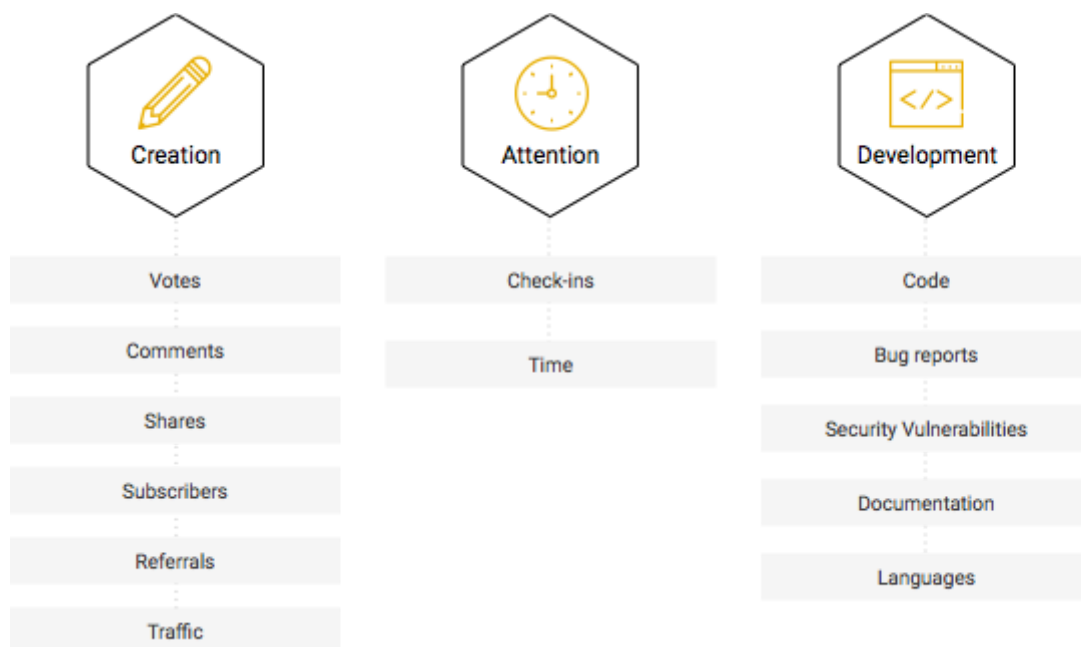 Creation
Votes
Comments
Shares
Subscribers
Referrals
Traffic
Attention
Check-ins
Time
Development
Code
Bug reports
Security Vulnerabilities
Documentation
Languages